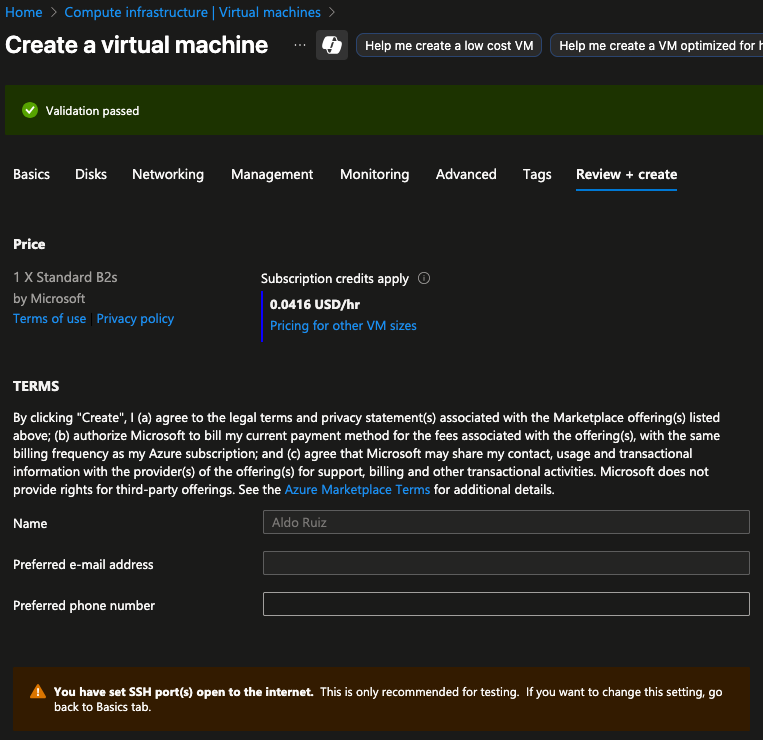 Home > Compute infrastructure | Virtual machines >
Create a virtual machine ... Help me create a low cost VM Help me create a VM optimized for
Validation passed
Basics Disks Networking Management Monitoring Advanced Tags Review + create
Price
1 X Standard B2s
by Microsoft
Terms of use | Privacy policy
Subscription credits apply
0.0416 USD/hr
Pricing for other VM sizes
TERMS
By clicking "Create", I (a) agree to the legal terms and privacy statement(s) associated with the Marketplace offering(s) listed
above; (b) authorize Microsoft to bill my current payment method for the fees associated with the offering(s), with the same
billing frequency as my Azure subscription; and (c) agree that Microsoft may share my contact, usage and transactional
information with the provider(s) of the offering(s) for support, billing and other transactional activities. Microsoft does not
provide rights for third-party offerings. See the Azure Marketplace Terms for additional details.
Name Aldo Ruiz
Preferred e-mail address
Preferred phone number
You have set SSH port(s) open to the internet. This is only recommended for testing. If you want to change this setting, go
back to Basics tab.